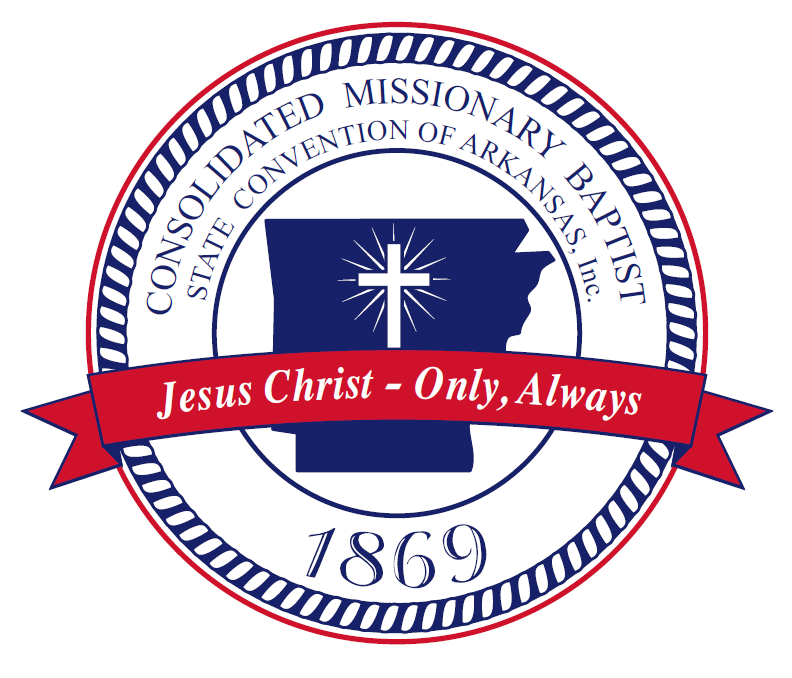 CONSOLIDATED MISSIONARY BAPTIST
STATE CONVENTION OF ARKANSAS, Inc.
Jesus Christ - Only, Always
1869